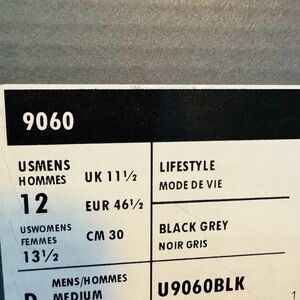 9060
USMENS
HOMMES
12
UK 11½
EUR 46½
USWOMENS
FEMMES
13½
CM 30
LIFESTYLE
MODE DE VIE
BLACK GREY
NOIR GRIS
D
MENS/HOMMES
MEDIUM
U9060BLK